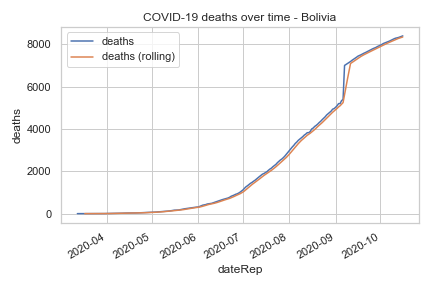 COVID-19 deaths over time - Bolivia
deaths
deaths (rolling)
8000
6000
4000
2000
0
deaths
2020-04
2020-05
2020-06
2020-07
2020-08
2020-09
2020-10
dateRep